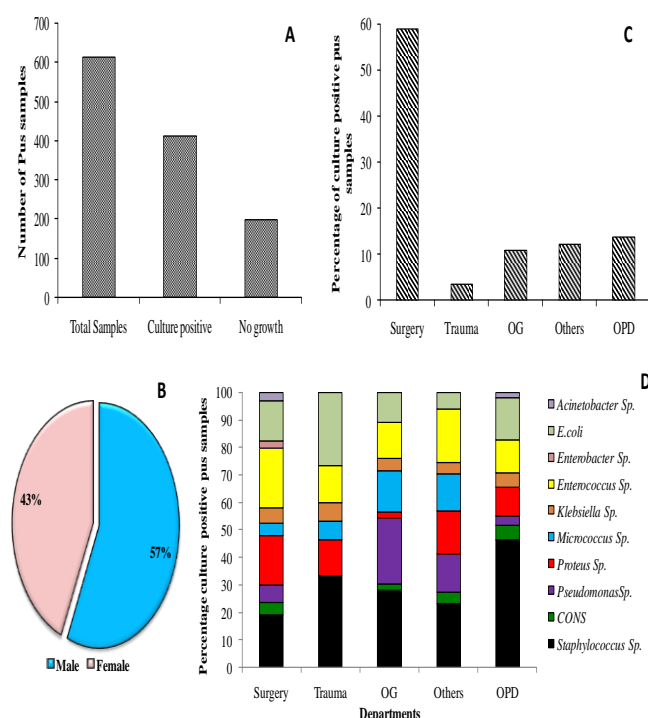 A
Number of Pus samples
700
600
500
400
300
200
100
0
Total Samples Culture positive No growth
C
Percentage of culture positive pus
samples
60
50
40
30
20
10
0
Surgery Trauma OG Others OPD
B
43%
57%
Male Female
D
Percentage culture positive pus samples
100
90
80
70
60
50
40
30
20
10
0
Surgery Trauma OG Others OPD
Departments
Acinetobacter Sp.
E.coli
Enterobacter Sp.
Enterococcus Sp.
Klebsiella Sp.
Micrococcus Sp.
Proteus Sp.
PseudomonasSp.
CONS
Staphylococcus Sp.